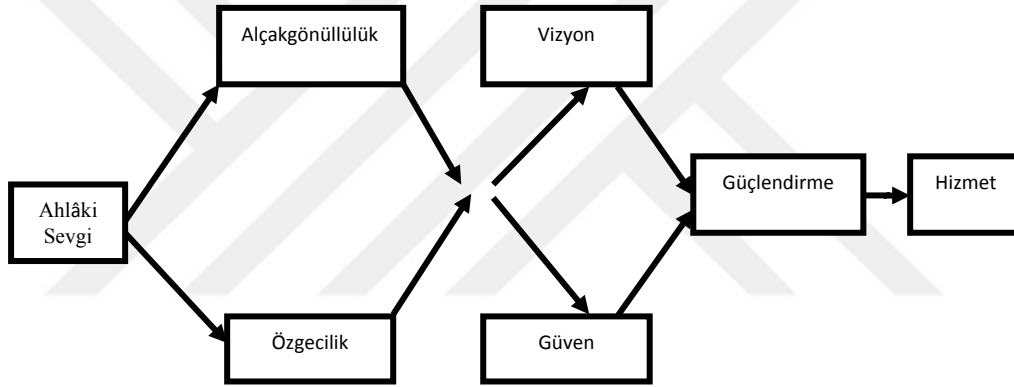 Alçakgönüllülük
Vizyon
Ahlâki
Sevgi
Güçlendirme
Hizmet
Özgecilik
Güven